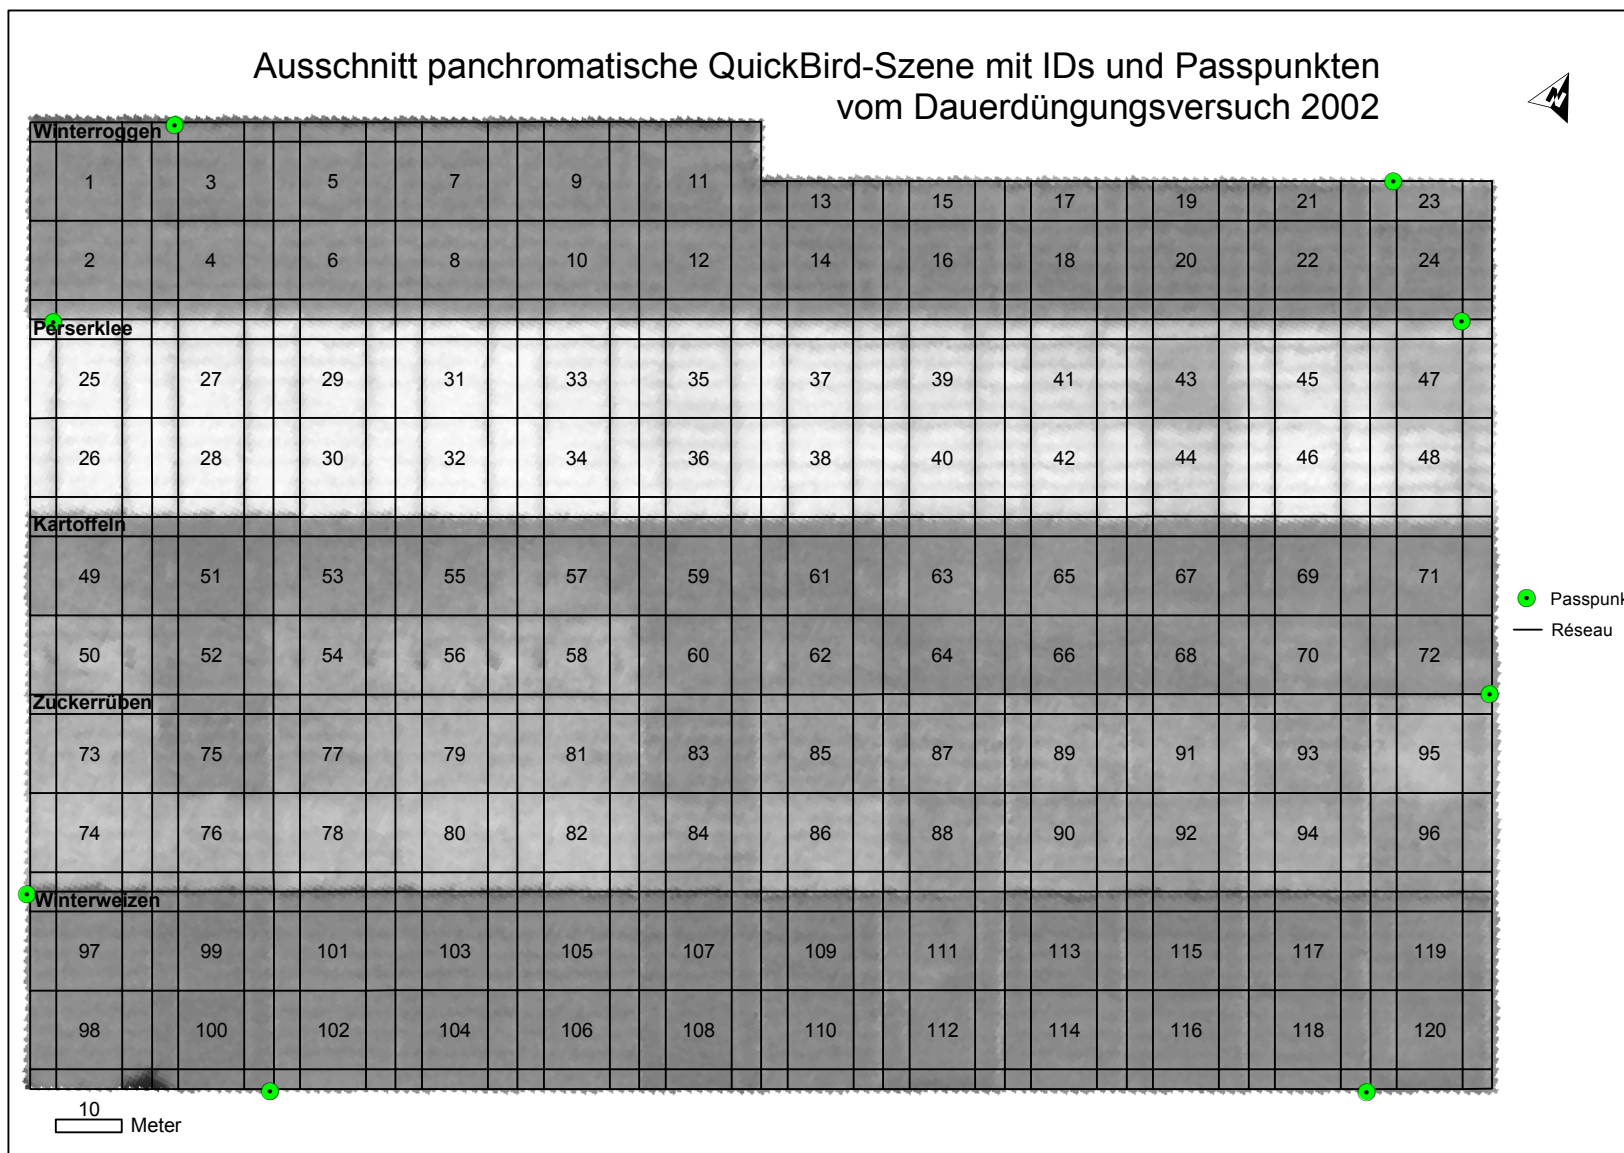 Ausschnitt panchromatische QuickBird-Szene mit IDs und Passpunkten
vom Dauerdüngungsversuch 2002
N
Winterroggen
1 3 5 7 9 11
13 15 17 19 21 23
2 4 6 8 10 12 14 16 18 20 22 24
Perserklee
25 27 29 31 33 35 37 39 41 43 45 47
26 28 30 32 34 36 38 40 42 44 46 48
Kartoffeln
49 51 53 55 57 59 61 63 65 67 69 71
50 52 54 56 58 60 62 64 66 68 70 72
Zuckerrüben
73 75 77 79 81 83 85 87 89 91 93 95
74 76 78 80 82 84 86 88 90 92 94 96
Winterweizen
97 99 101 103 105 107 109 111 113 115 117 119
98 100 102 104 106 108 110 112 114 116 118 120
Passpunk
Réseau
10
Meter